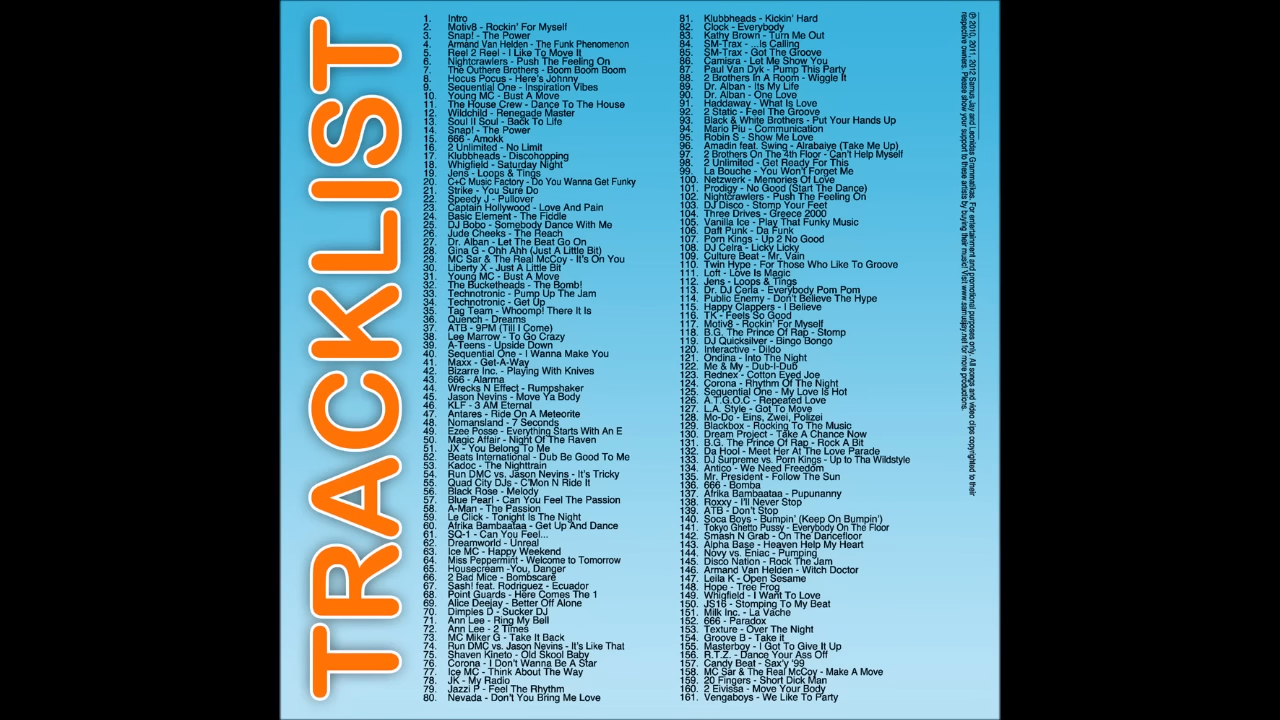 TRACKLIST
1. Intro
2. Motiv8 - Rockin' For Myself
3. Snap! - The Power
4. Armand Van Helden - The Funk Phenomenon
5. Reel 2 Reel - I Like To Move It
6. Nightcrawlers - Push The Feeling On
7. The Outhere Brothers - Boom Boom Boom
8. Hocus Pocus - Here's Johnny
9. Sequential One - Inspiration Vibes
10. Young MC - Bust A Move
11. The House Crew - Dance To The House
12. Wildchild - Renegade Master
13. Soul II Soul - Back To Life
14. Snap! - The Power
15. 666 - Amokk
16. 2 Unlimited - No Limit
17. Klubbheads - Discohopping
18. Whigfield - Saturday Night
19. Jens - Loops & Tings
20. C+C Music Factory - Do You Wanna Get Funky
21. Strike - You Sure Do
22. Speedy J - Pullover
23. Captain Hollywood - Love And Pain
24. Basic Element - The Fiddle
25. DJ Bobo - Somebody Dance With Me
26. Jude Cheeks - The Reach
27. Dr. Alban - Let The Beat Go On
28. Gina G - Ohh Ahh (Just A Little Bit)
29. MC Sar & The Real McCoy - It's On You
30. Liberty X - Just A Little Bit
31. Young MC - Bust A Move
32. The Bucketheads - The Bomb!
33. Technotronic - Pump Up The Jam
34. Technotronic - Get Up
35. Tag Team - Whoomp! There It Is
36. Quench - Dreams
37. ATB - 9PM (Till I Come)
38. Lee Marrow - To Go Crazy
39. A-Teens - Upside Down
40. Sequential One - I Wanna Make You
41. Maxx - Get-A-Way
42. Bizarre Inc. - Playing With Knives
43. 666 - Alarma
44. Wrecks N Effect - Rumpshaker
45. Jason Nevins - Move Ya Body
46. KLF - 3 AM Eternal
47. Antares - Ride On A Meteorite
48. Nomansland - 7 Seconds
49. Ezee Posse - Everything Starts With An E
50. Magic Affair - Night Of The Raven
51. JX - You Belong To Me
52. Beats International - Dub Be Good To Me
53. Kadoc - The Nighttrain
54. Run DMC vs. Jason Nevins - It's Tricky
55. Quad City DJs - C'Mon N Ride It
56. Black Rose - Melody
57. Blue Pearl - Can You Feel The Passion
58. A-Man - The Passion
59. Le Click - Tonight Is The Night
60. Afrika Bambaataa - Get Up And Dance
61. SQ-1 - Can You Feel...
62. Dreamworld - Unreal
63. Ice MC - Happy Weekend
64. Miss Peppermint - Welcome to Tomorrow
65. Housecream -You, Danger
66. 2 Bad Mice - Bombscare
67. Sash! feat. Rodriguez - Ecuador
68. Point Guards - Here Comes The 1
69. Alice Deejay - Better Off Alone
70. Dimples D - Sucker DJ
71. Ann Lee - Ring My Bell
72. Ann Lee - 2 Times
73. MC Miker G - Take It Back
74. Run DMC vs. Jason Nevins - It's Like That
75. Shaven Kineto - Old Skool Baby
76. Corona - I Don't Wanna Be A Star
77. Ice MC - Think About The Way
78. JK - My Radio
79. Jazzi P - Feel The Rhythm
80. Nevada - Don't You Bring Me Love
81. Klubbheads - Kickin' Hard
82. Clock - Everybody
83. Kathy Brown - Turn Me Out
84. SM-Trax - ...Is Calling
85. SM-Trax - Got The Groove
86. Camisra - Let Me Show You
87. Paul Van Dyk - Pump This Party
88. 2 Brothers In A Room - Wiggle It
89. Dr. Alban - Its My Life
90. Dr. Alban - One Love
91. Haddaway - What Is Love
92. 2 Static - Feel The Groove
93. Black & White Brothers - Put Your Hands Up
94. Mario Piu - Communication
95. Robin S - Show Me Love
96. Amadin feat. Swing - Alrabaiye (Take Me Up)
97. 2 Brothers On The 4th Floor - Can't Help Myself
98. 2 Unlimited - Get Ready For This
99. La Bouche - You Won't Forget Me
100. Netzwerk - Memories Of Love
101. Prodigy - No Good (Start The Dance)
102. Nightcrawlers - Push The Feeling On
103. DJ Disco - Stomp Your Feet
104. Three Drives - Greece 2000
105. Vanilla Ice - Play That Funky Music
106. Daft Punk - Da Funk
107. Porn Kings - Up 2 No Good
108. DJ Celra - Licky Licky
109. Culture Beat - Mr. Vain
110. Twin Hype - For Those Who Like To Groove
111. Loft - Love Is Magic
112. Jens - Loops & Tings
113. Dr. DJ Cerla - Everybody Pom Pom
114. Public Enemy - Don't Believe The Hype
115. Happy Clappers - I Believe
116. TK - Feels So Good
117. Motiv8 - Rockin' For Myself
118. B.G. The Prince Of Rap - Stomp
119. DJ Quicksilver - Bingo Bongo
120. Interactive - Dildo
121. Ondina - Into The Night
122. Me & My - Dub-I-Dub
123. Rednex - Cotton Eyed Joe
124. Corona - Rhythm Of The Night
125. Sequential One - My Love Is Hot
126. A.T.G.O.C - Repeated Love
127. L.A. Style - Got To Move
128. Mo-Do - Eins, Zwei, Polizei
129. Blackbox - Rocking To The Music
130. Dream Project - Take A Chance Now
131. B.G. The Prince Of Rap - Rock A Bit
132. Da Hool - Meet Her At The Love Parade
133. DJ Surpreme vs. Porn Kings - Up to Tha Wildstyle
134. Antico - We Need Freedom
135. Mr. President - Follow The Sun
136. 666 - Bomba
137. Afrika Bambaataa - Pupunanny
138. Roxxy - I'll Never Stop
139. ATB - Don't Stop
140. Soca Boys - Bumpin' (Keep On Bumpin')
141. Tokyo Ghetto Pussy - Everybody On The Floor
142. Smash N Grab - On The Dancefloor
143. Alpha Base - Heaven Help My Heart
144. Novy vs. Eniac - Pumping
145. Disco Nation - Rock The Jam
146. Armand Van Helden - Witch Doctor
147. Leila K - Open Sesame
148. Hope - Tree Frog
149. Whigfield - I Want To Love
150. JS16 - Stomping To My Beat
151. Milk Inc. - La Vache
152. 666 - Paradox
153. Texture - Over The Night
154. Groove B - Take it
155. Masterboy - I Got To Give It Up
156. R.T.Z. - Dance Your Ass Off
157. Candy Beat - Sax'y '99
158. MC Sar & The Real McCoy - Make A Move
159. 20 Fingers - Short Dick Man
160. 2 Eivissa - Move Your Body
161. Vengaboys - We Like To Party
℗ 2010, 2011, 2012 Samus Jay and Leonidas Grammatikas. For entertainment and promotional purposes only. All songs and video clips copyrighted to their
respective owners. Please show your support to these artists by buying their music! Visit www.samusjay.net for more productions.